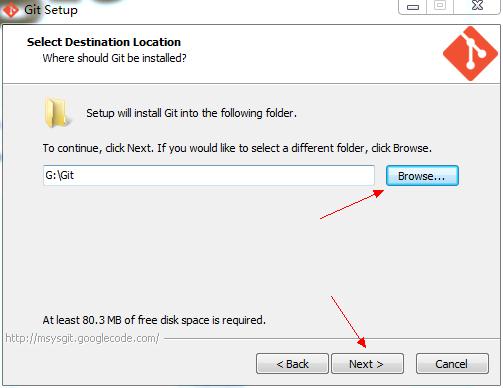 Git Setup
Select Destination Location
Where should Git be installed?
Setup will install Git into the following folder.
To continue, click Next. If you would like to select a different folder, click Browse.
G:\Git
Browse...
At least 80.3 MB of free disk space is required.
http://msysgit.googlecode.com/
< Back
Next >
Cancel